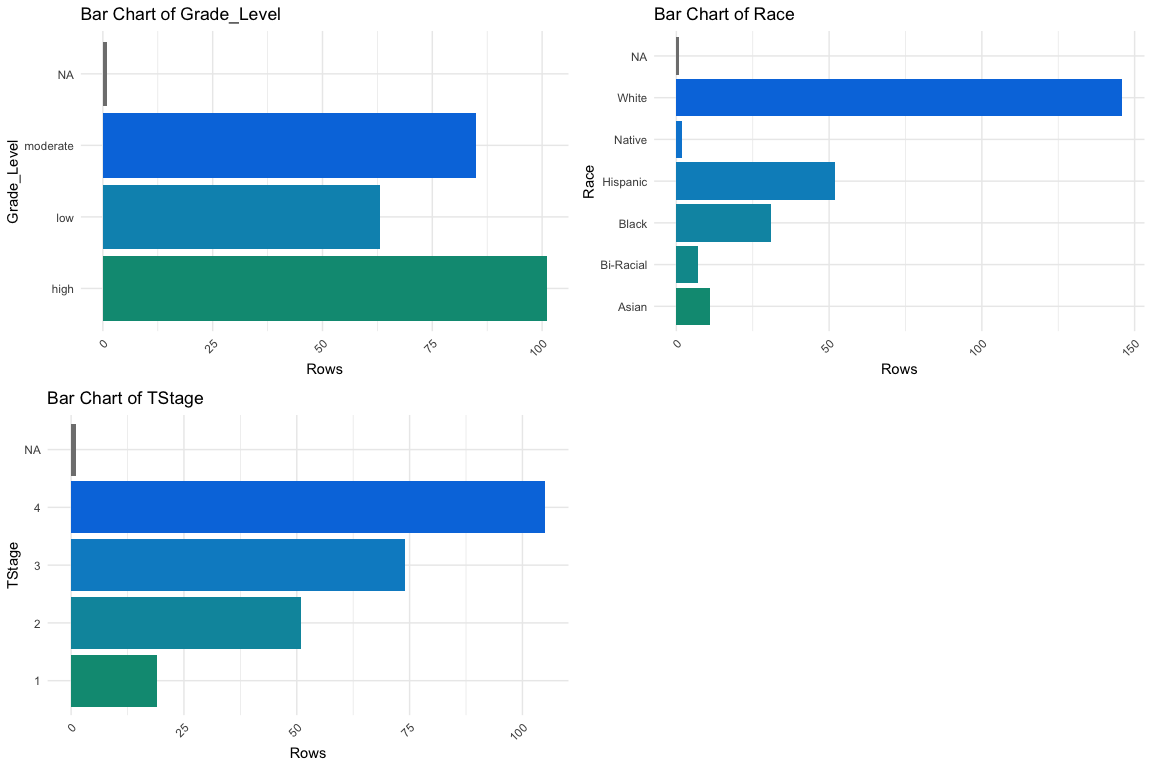 Bar Chart of Grade_Level
Grade_Level
NA
moderate
low
high
0 25 50 75 100
Rows
Bar Chart of Race
Race
NA
White
Native
Hispanic
Black
Bi-Racial
Asian
0 50 100 150
Rows
Bar Chart of TStage
TStage
NA
4
3
2
1
0 25 50 75 100
Rows